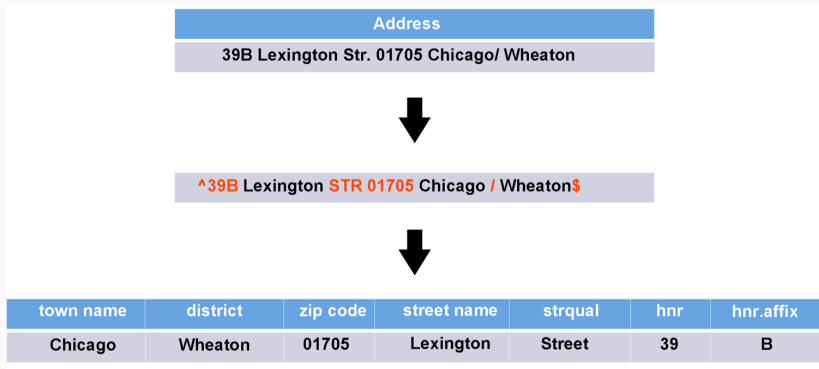 Address
39B Lexington Str. 01705 Chicago/ Wheaton
^39B Lexington STR 01705 Chicago / Wheaton$
town name district zip code street name strqual hnr hnr.affix
Chicago Wheaton 01705 Lexington Street 39 B